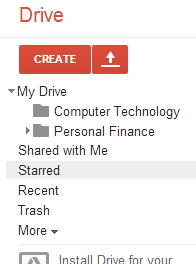 Drive
CREATE
My Drive
Computer Technology
Personal Finance
Shared with Me
Starred
Recent
Trash
More
Install Drive for your